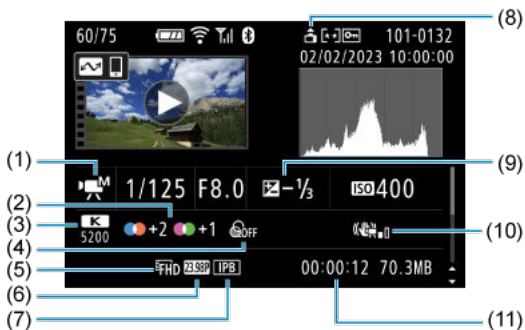 (8)
60/75 101-0132
02/02/2023 10:00:00
(1) (9)
M 1/125 F8.0 -1/3 ISO 400
(2)
(3) K 5200 +2 +1 OFF (10)
(4)
(5) FHD 23.98P IPB 00:00:12 70.3MB
(6)
(7) (11)